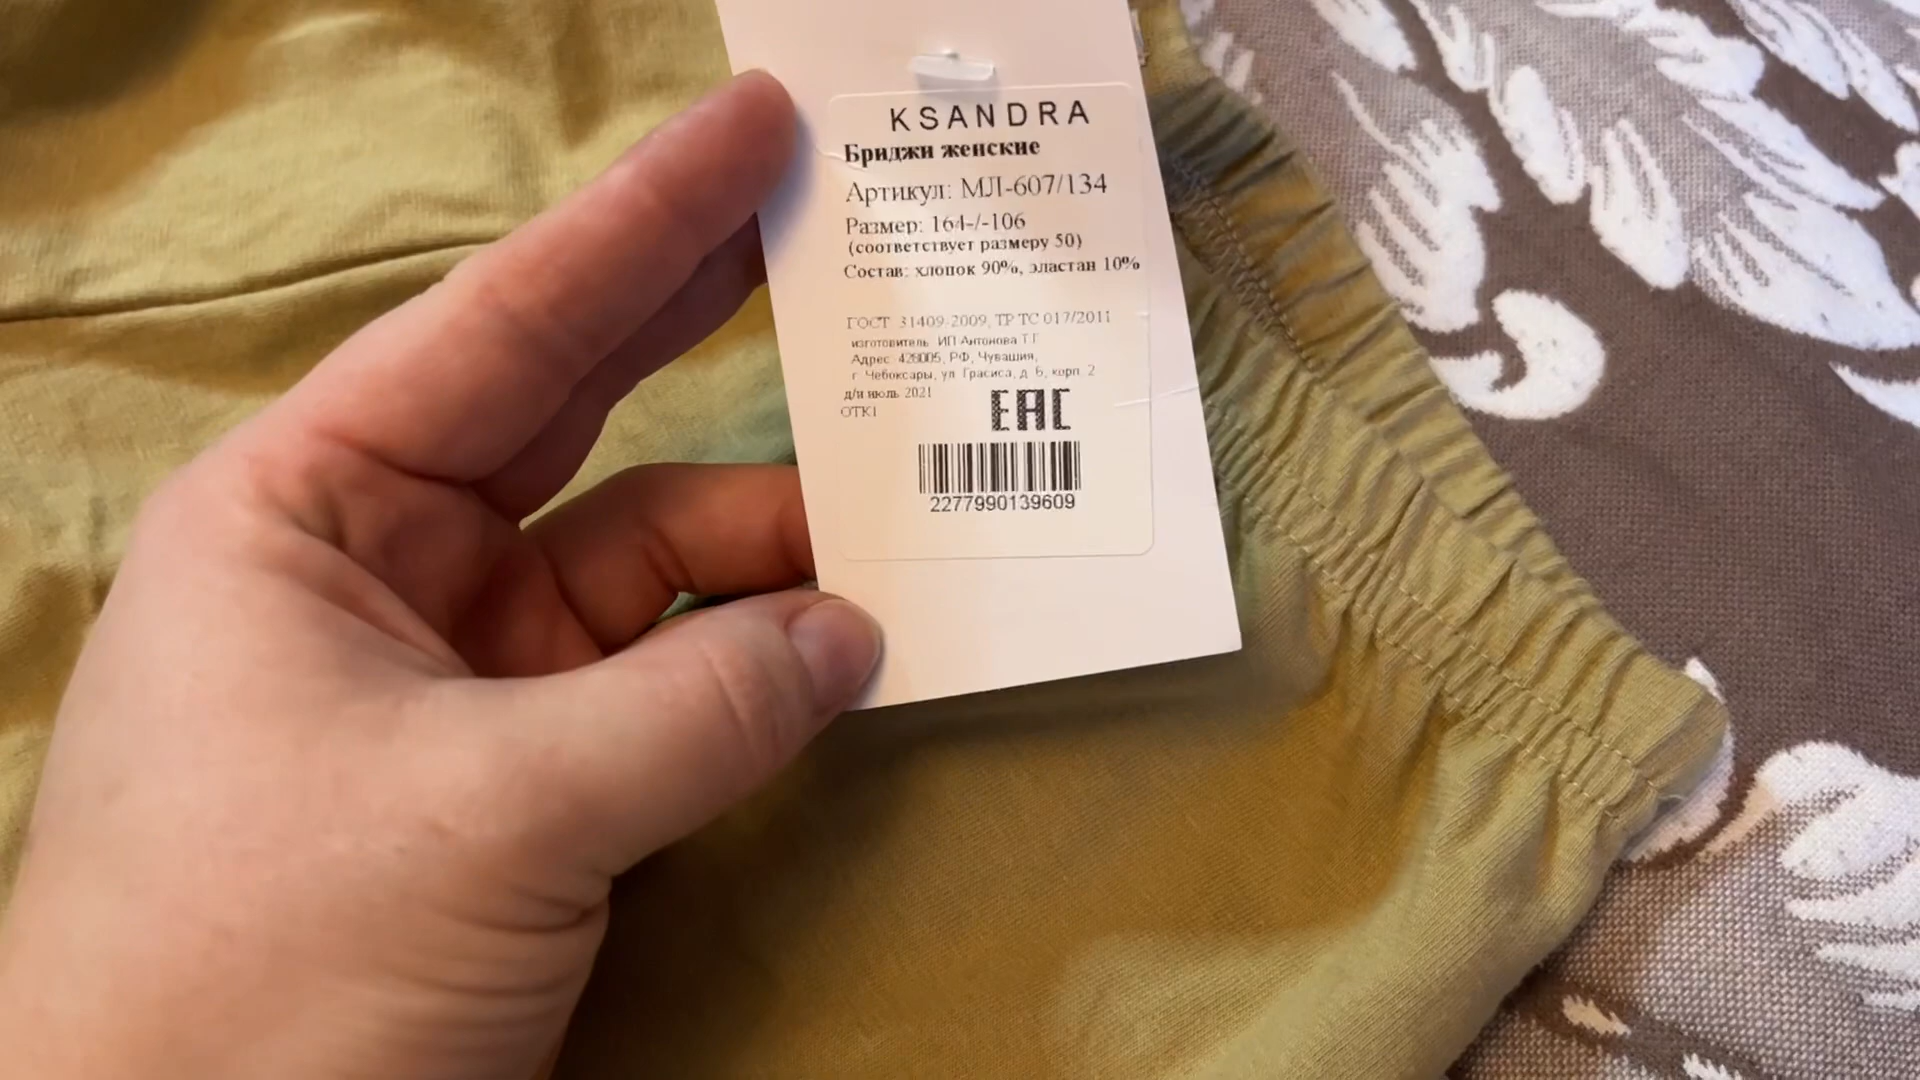 KSANDRA
Бриджи женские
Артикул: МЛ-607/134
Размер: 164-/-106
(соответствует размеру 50)
Состав: хлопок 90%, эластан 10%
ГОСТ 31409-2009, ТР ТС 017/2011
изготовитель ИП Антонова Т.Г
Адрес: 428005, РФ, Чувашия,
г. Чебоксары, ул. Грасиса, д. 6, корп. 2
д/и июль 2021
ОТК1
EAC
2277990139609